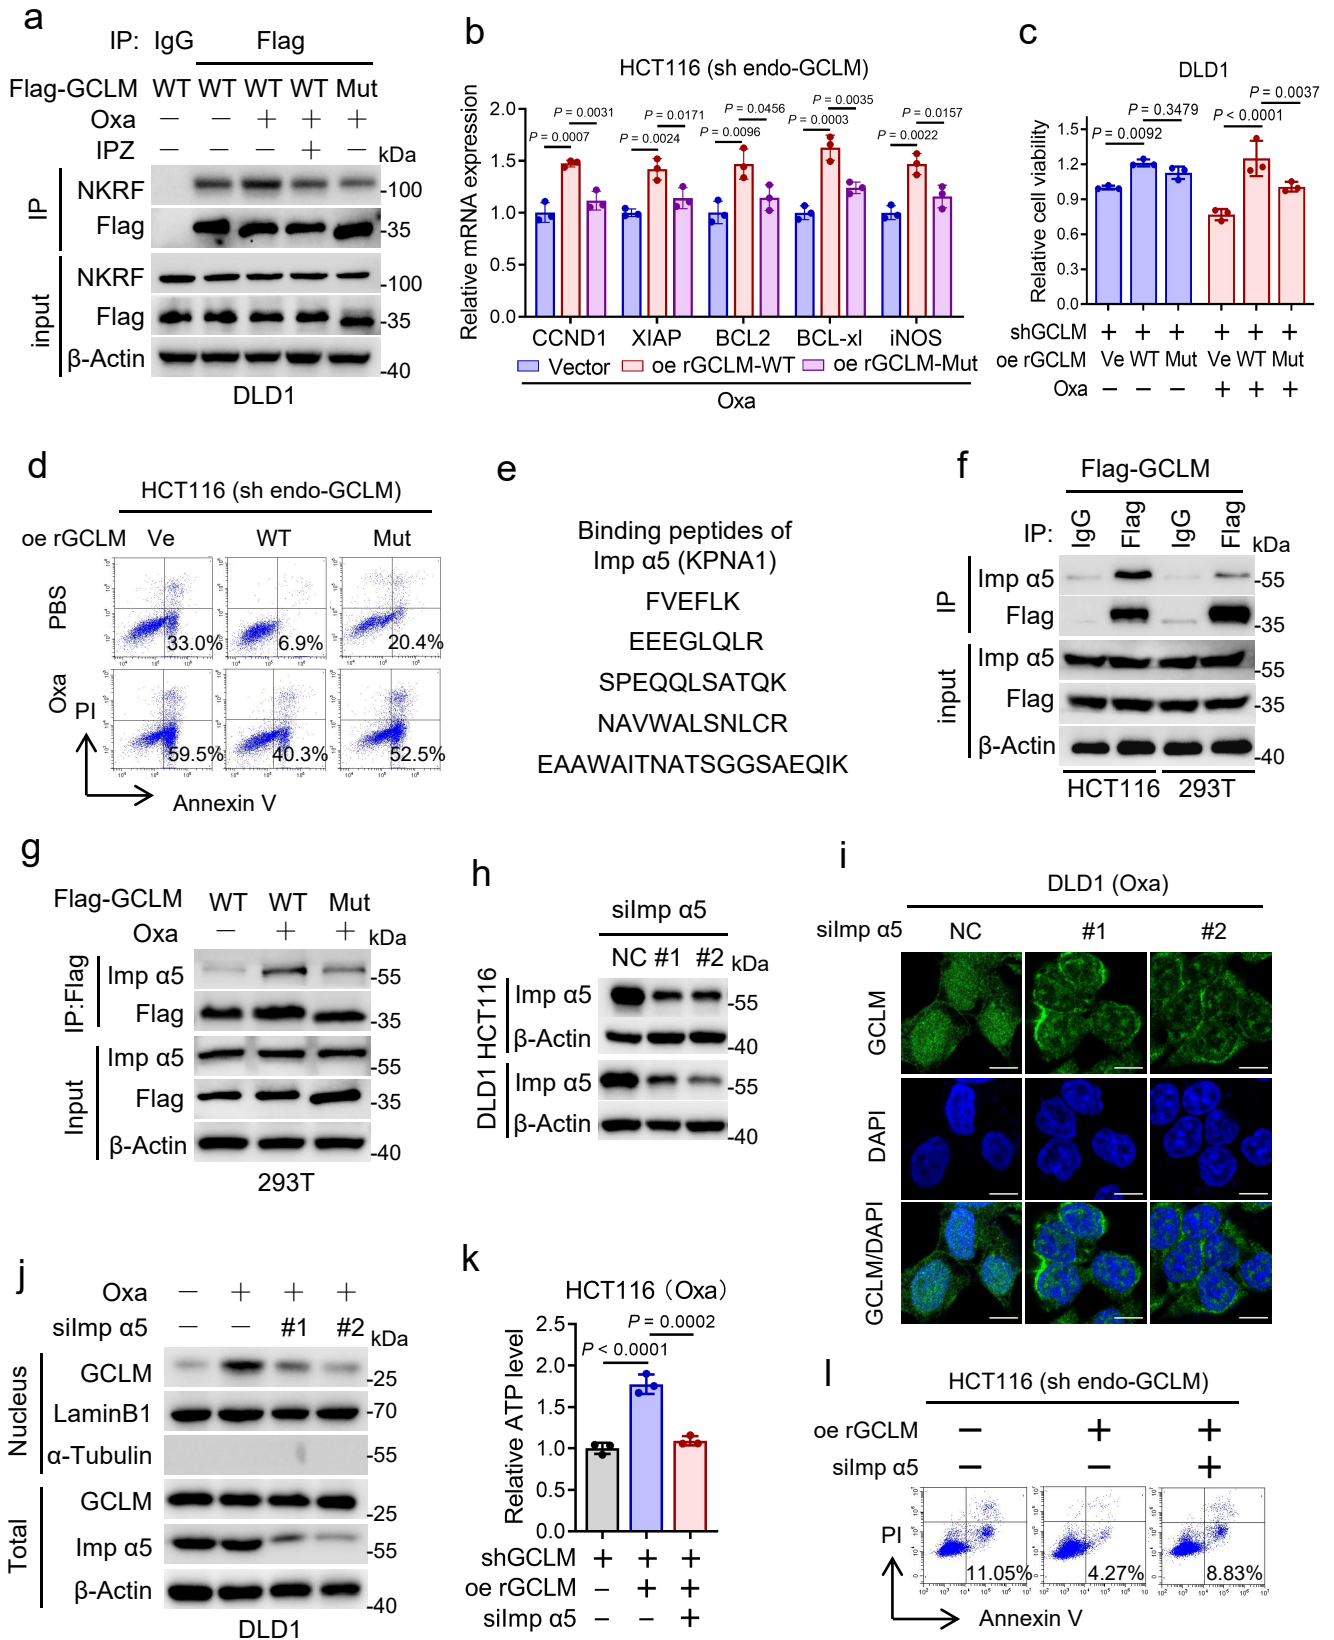 a
IP: IgG Flag
Flag-GCLM WT WT WT WT Mut
Oxa — — + + +
IPZ — — — + —
kDa
IP
NKRF -100
Flag -35
input
NKRF -100
Flag -35
β-Actin -40
DLD1
b
HCT116 (sh endo-GCLM)
Relative mRNA expression
2.0
1.5
1.0
0.5
0.0
P = 0.0031 P = 0.0171 P = 0.0456 P = 0.0035 P = 0.0157
P = 0.0007 P = 0.0024 P = 0.0096 P = 0.0003 P = 0.0022
CCND1 XIAP BCL2 BCL-xl iNOS
Vector oe rGCLM-WT oe rGCLM-Mut
Oxa
c
DLD1
Relative cell viability
1.5
1.2
0.9
0.6
0.3
0.0
P = 0.0037
P = 0.3479
P < 0.0001
P = 0.0092
shGCLM + + + + + +
oe rGCLM Ve WT Mut Ve WT Mut
Oxa — — — + + +
d
HCT116 (sh endo-GCLM)
oe rGCLM Ve WT Mut
PBS
33.0% 6.9% 20.4%
Oxa
59.5% 40.3% 52.5%
PI
Annexin V
e
Binding peptides of
Imp α5 (KPNA1)
FVEFLK
EEEGLQLR
SPEQQLSATQK
NAVWALSNLCR
EAAWAITNATSGGSAEQIK
f
Flag-GCLM
IP: IgG Flag IgG Flag
kDa
IP
Imp α5 -55
Flag -35
input
Imp α5 -55
Flag -35
β-Actin -40
HCT116 293T
g
Flag-GCLM WT WT Mut
Oxa — + +
kDa
IP:Flag
Imp α5 -55
Flag -35
Input
Imp α5 -55
Flag -35
β-Actin -40
293T
h
siImp α5
NC #1 #2 kDa
HCT116
Imp α5 -55
β-Actin -40
DLD1
Imp α5 -55
β-Actin -40
i
DLD1 (Oxa)
siImp α5 NC #1 #2
GCLM
DAPI
GCLM/DAPI
j
Oxa — + + +
siImp α5 — — #1 #2
kDa
Nucleus
GCLM -25
LaminB1 -70
α-Tubulin -55
Total
GCLM -25
Imp α5 -55
β-Actin -40
DLD1
k
HCT116 (Oxa)
Relative ATP level
2.5
2.0
1.5
1.0
0.5
0.0
P = 0.0002
P < 0.0001
shGCLM + + +
oe rGCLM – + +
siImp α5 – – +
l
HCT116 (sh endo-GCLM)
oe rGCLM — + +
siImp α5 — — +
11.05% 4.27% 8.83%
PI
Annexin V